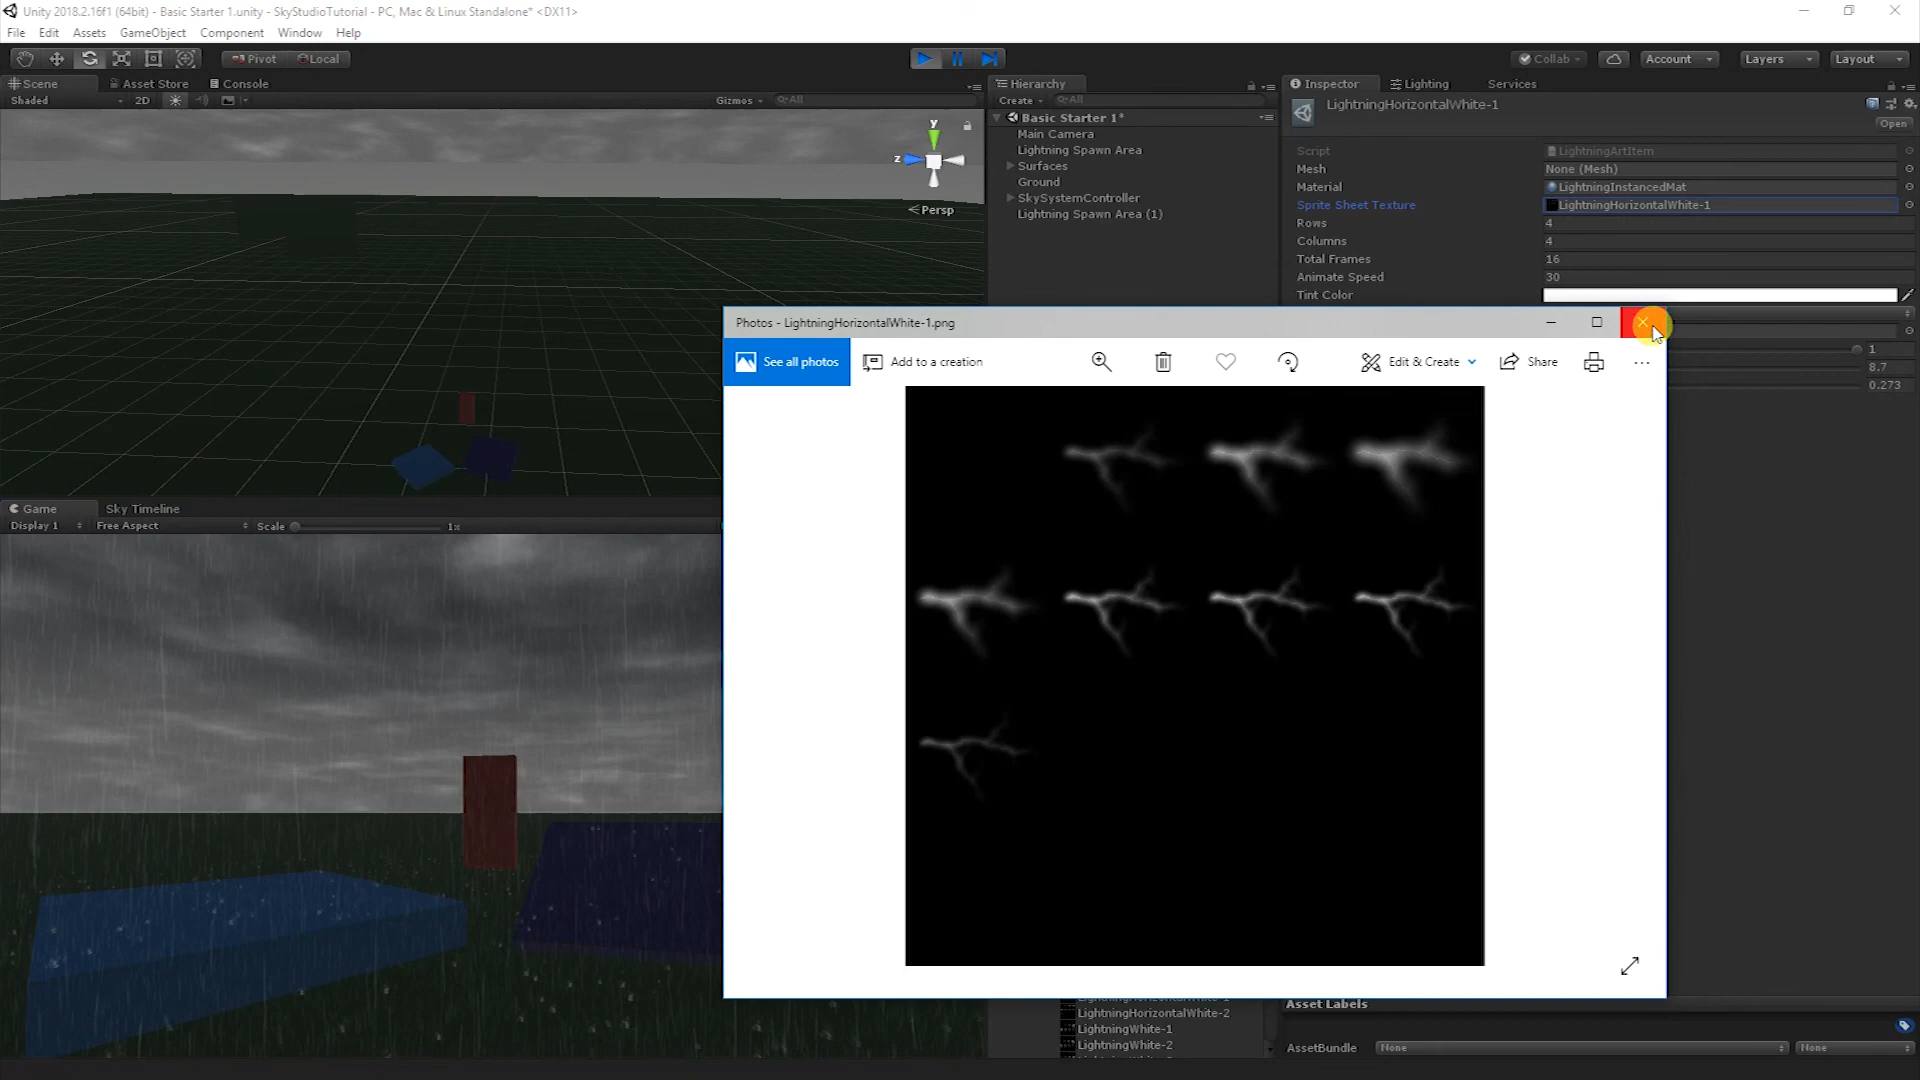 Unity 2018.2.16f1 (64bit) - Basic Starter 1.unity - SkyStudioTutorial - PC, Mac & Linux Standalone* <DX11>
File Edit Assets GameObject Component Window Help
Pivot Local Collab Account Layers Layout
Scene Asset Store Console
Shaded 2D Gizmos All
y
z
Persp
Hierarchy
Create All
Basic Starter 1*
Main Camera
Lightning Spawn Area
Surfaces
Ground
SkySystemController
Lightning Spawn Area (1)
Inspector Lighting Services
LightningHorizontalWhite-1
Open
Script LightningArtItem
Mesh None (Mesh)
Material LightningInstancedMat
Sprite Sheet Texture LightningHorizontalWhite-1
Rows 4
Columns 4
Total Frames 16
Animate Speed 30
Tint Color
1
8.7
0.273
Photos - LightningHorizontalWhite-1.png
See all photos Add to a creation Edit & Create Share
Game Sky Timeline
Display 1 Free Aspect Scale 1x
LightningHorizontalWhite-2
LightningWhite-1
LightningWhite-2
Asset Labels
AssetBundle None None